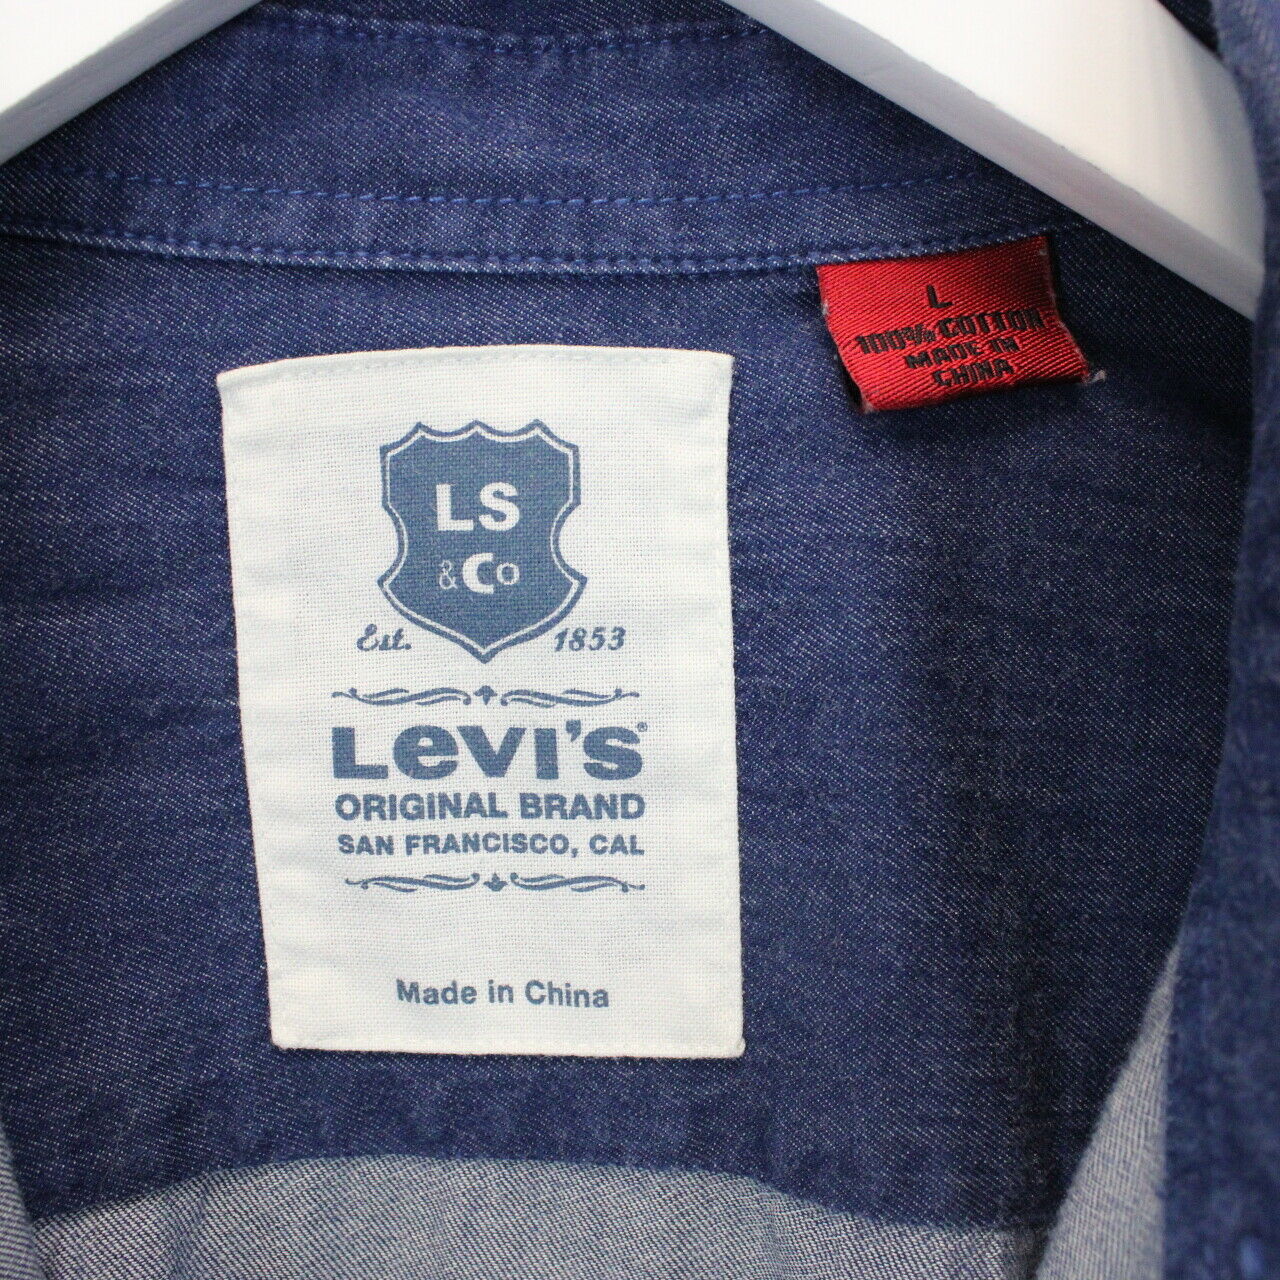 L
100% COTTON
MADE IN
CHINA
LS
&Co
Est. 1853
Levi's®
ORIGINAL BRAND
SAN FRANCISCO, CAL
Made in China